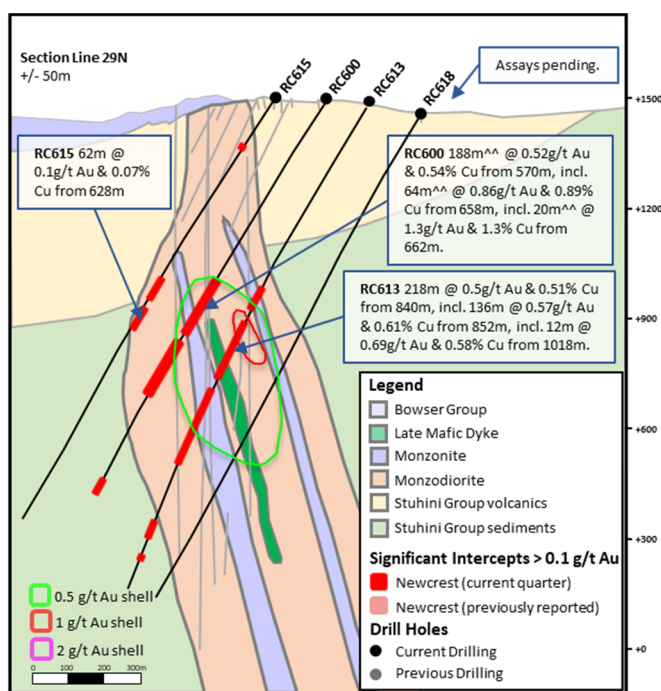 Section Line 29N
+/- 50m
RC615
RC600
RC613
RC618
Assays pending.
+1500
+1200
+900
+600
+300
+0
RC615 62m @
0.1g/t Au & 0.07%
Cu from 628m
RC600 188m^^ @ 0.52g/t Au
& 0.54% Cu from 570m, incl.
64m^^ @ 0.86g/t Au & 0.89%
Cu from 658m, incl. 20m^^ @
1.3g/t Au & 1.3% Cu from
662m.
RC613 218m @ 0.5g/t Au & 0.51% Cu
from 840m, incl. 136m @ 0.57g/t
Au & 0.61% Cu from 852m, incl. 12m @
0.69g/t Au & 0.58% Cu from 1018m.
Legend
Bowser Group
Late Mafic Dyke
Monzonite
Monzodiorite
Stuhini Group volcanics
Stuhini Group sediments
Significant Intercepts > 0.1 g/t Au
Newcrest (current quarter)
Newcrest (previously reported)
Drill Holes
Current Drilling
Previous Drilling
0.5 g/t Au shell
1 g/t Au shell
2 g/t Au shell
0 100 200 300m